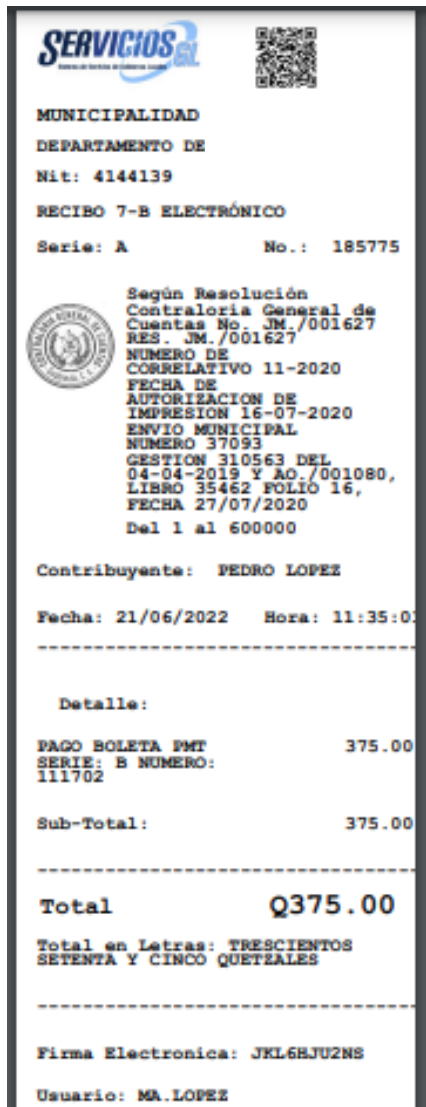 SERVICIOS GL
MUNICIPALIDAD
DEPARTAMENTO DE
Nit: 4144139
RECIBO 7-B ELECTRÓNICO
Serie: A No.: 185775
Según Resolución
Contraloria General de
Cuentas No. JM./001627
RES. JM./001627
NUMERO DE
CORRELATIVO 11-2020
FECHA DE
AUTORIZACION DE
IMPRESION 16-07-2020
ENVIO MUNICIPAL
NUMERO 37093
GESTION 310563 DEL
04-04-2019 Y AO./001080,
LIBRO 35462 FOLIO 16,
FECHA 27/07/2020
Del 1 al 600000
Contribuyente: PEDRO LOPEZ
Fecha: 21/06/2022 Hora: 11:35:0
Detalle:
PAGO BOLETA PMT 375.00
SERIE: B NUMERO:
111702
Sub-Total: 375.00
Total Q375.00
Total en Letras: TRESCIENTOS
SETENTA Y CINCO QUETZALES
Firma Electronica: JKL6HJU2NS
Usuario: MA.LOPEZ